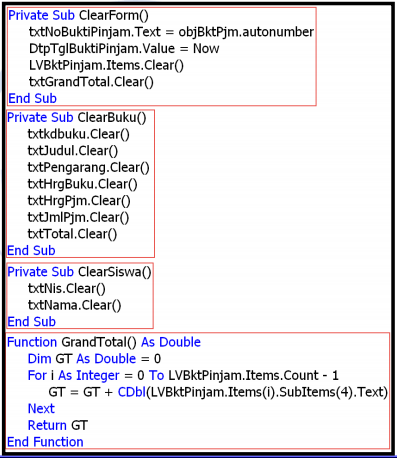 Private Sub ClearForm()
txtNoBuktiPinjam.Text = objBktPjm.autonumber
DtpTglBuktiPinjam.Value = Now
LVBktPinjam.Items.Clear()
txtGrandTotal.Clear()
End Sub
Private Sub ClearBuku()
txtkdbuku.Clear()
txtJudul.Clear()
txtPengarang.Clear()
txtHrgBuku.Clear()
txtHrgPjm.Clear()
txtJmlPjm.Clear()
txtTotal.Clear()
End Sub
Private Sub ClearSiswa()
txtNis.Clear()
txtNama.Clear()
End Sub
Function GrandTotal() As Double
Dim GT As Double = 0
For i As Integer = 0 To LVBktPinjam.Items.Count - 1
GT = GT + CDbl(LVBktPinjam.Items(i).SubItems(4).Text)
Next
Return GT
End Function